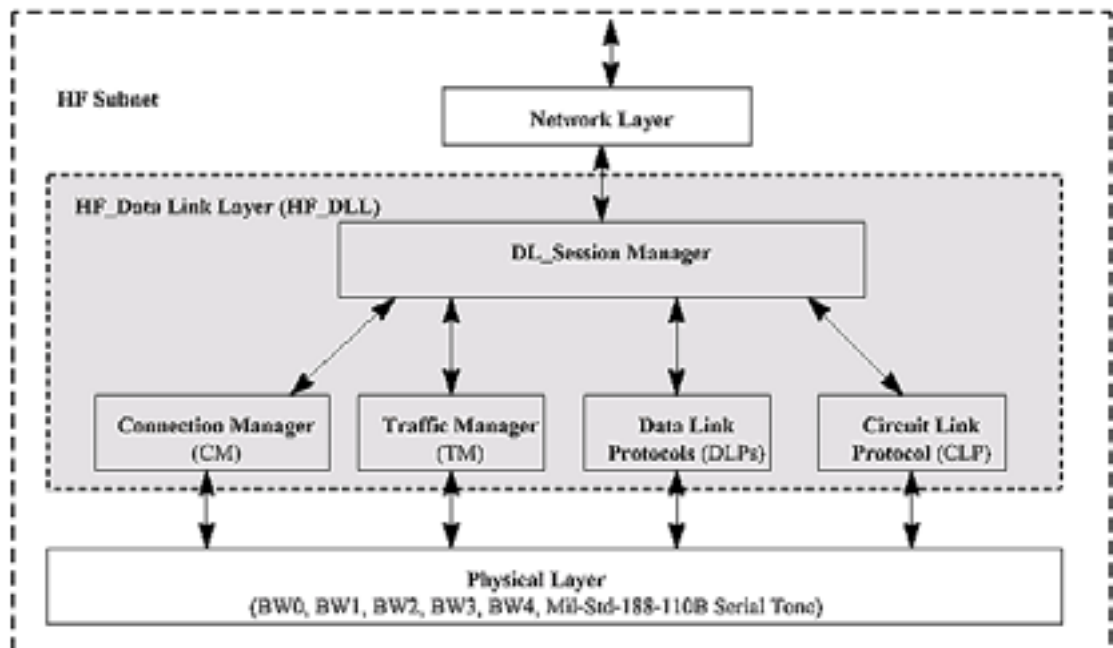 HF Subnet
Network Layer
HF_Data Link Layer (HF_DLL)
DL_Session Manager
Connection Manager
(CM)
Traffic Manager
(TM)
Data Link
Protocols (DLPs)
Circuit Link
Protocol (CLP)
Physical Layer
(BW0, BW1, BW2, BW3, BW4, Mil-Std-188-110B Serial Tone)